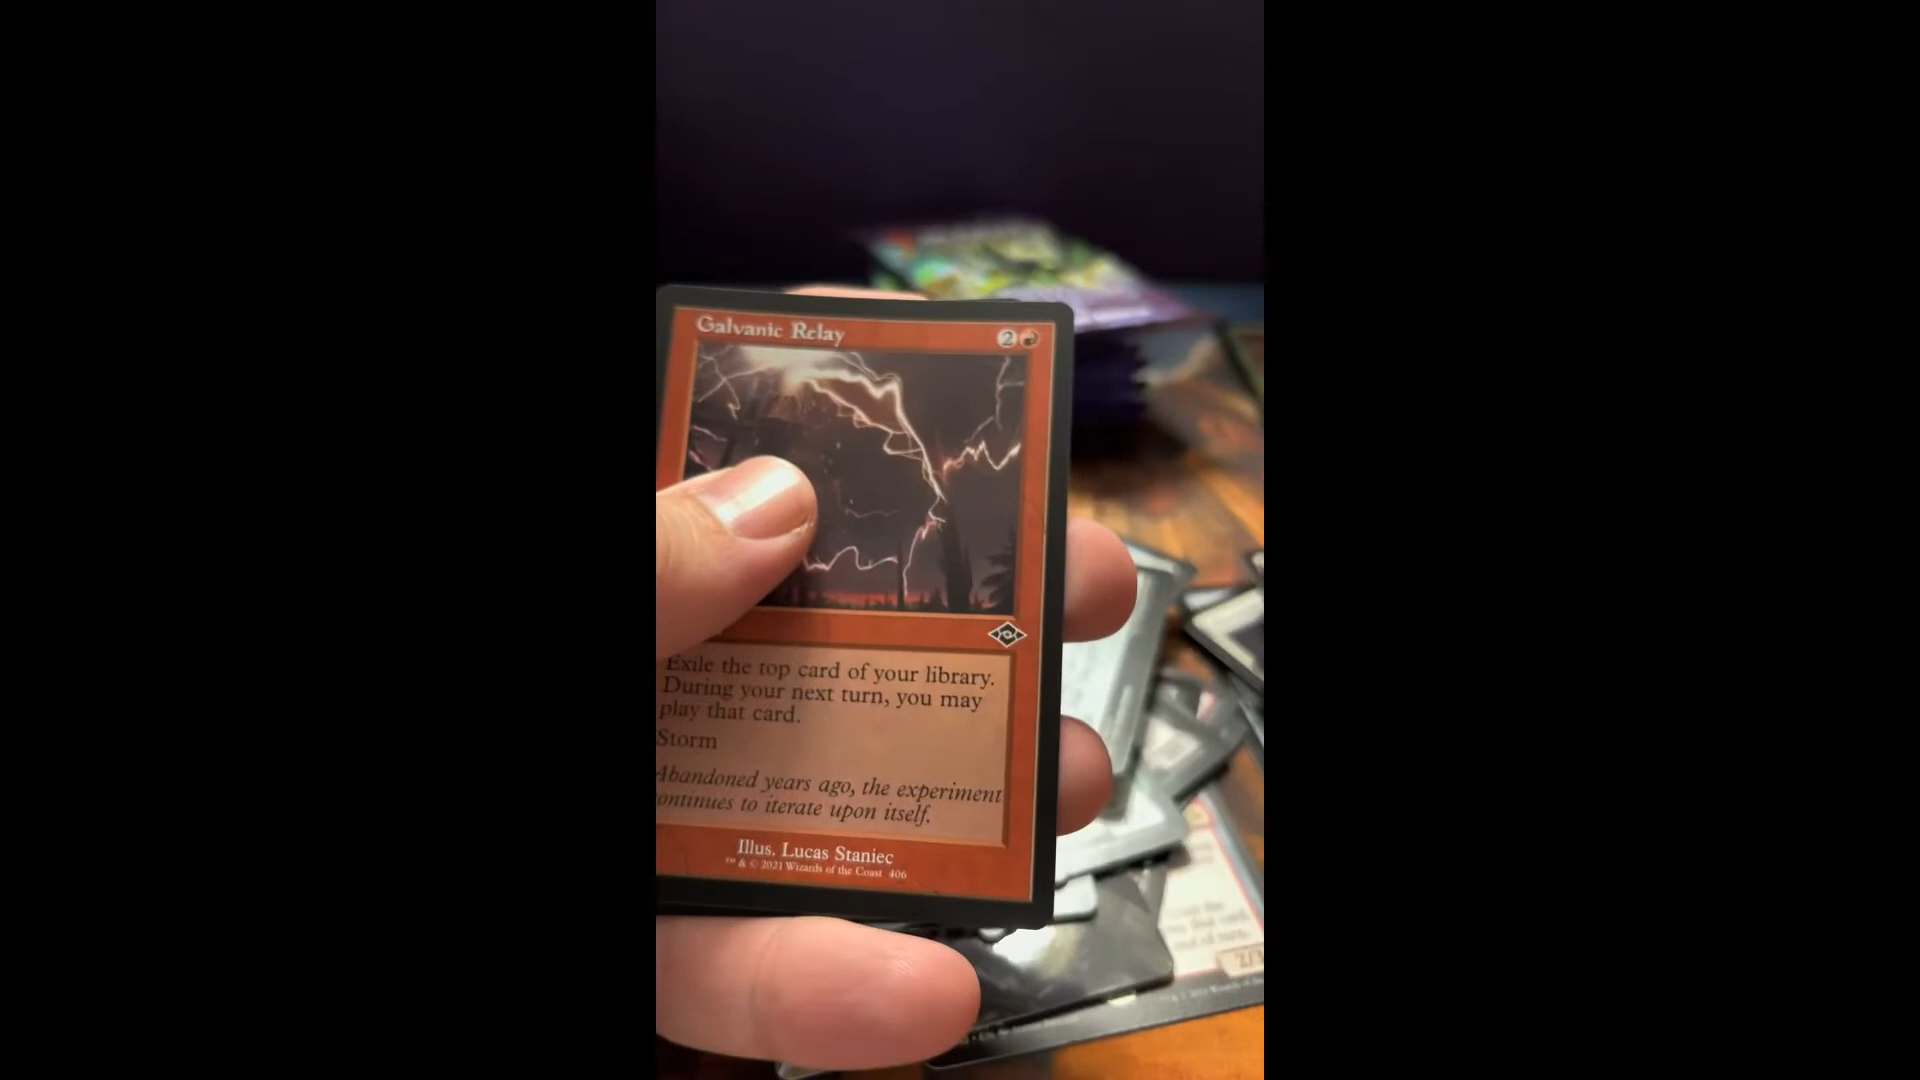 Galvanic Relay 2
Exile the top card of your library.
During your next turn, you may
play that card.
Storm
Abandoned years ago, the experiment
ontinues to iterate upon itself.
Illus. Lucas Staniec
™ & © 2021 Wizards of the Coast 406